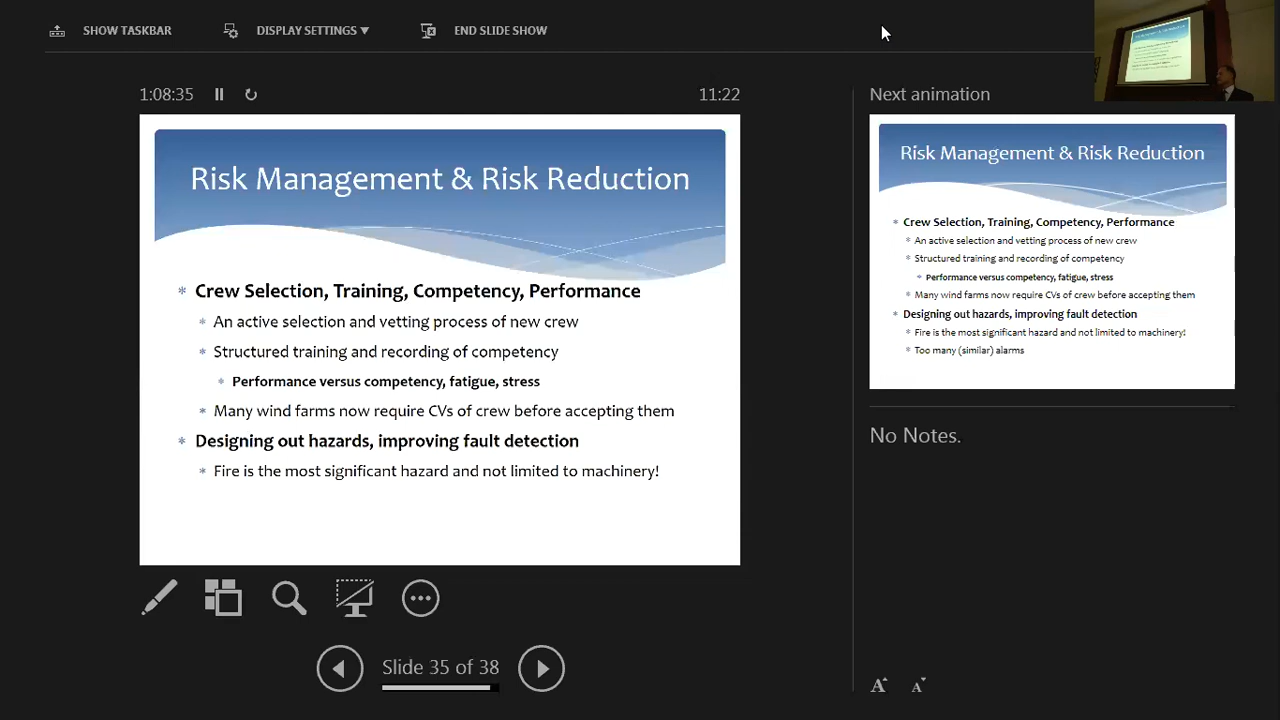 SHOW TASKBAR
DISPLAY SETTINGS ▼
END SLIDE SHOW
1:08:35
11:22
Risk Management & Risk Reduction
* Crew Selection, Training, Competency, Performance
* An active selection and vetting process of new crew
* Structured training and recording of competency
* Performance versus competency, fatigue, stress
* Many wind farms now require CVs of crew before accepting them
* Designing out hazards, improving fault detection
* Fire is the most significant hazard and not limited to machinery!
Slide 35 of 38
Next animation
Risk Management & Risk Reduction
* Crew Selection, Training, Competency, Performance
* An active selection and vetting process of new crew
* Structured training and recording of competency
* Performance versus competency, fatigue, stress
* Many wind farms now require CVs of crew before accepting them
* Designing out hazards, improving fault detection
* Fire is the most significant hazard and not limited to machinery!
* Too many (similar) alarms
No Notes.
A A